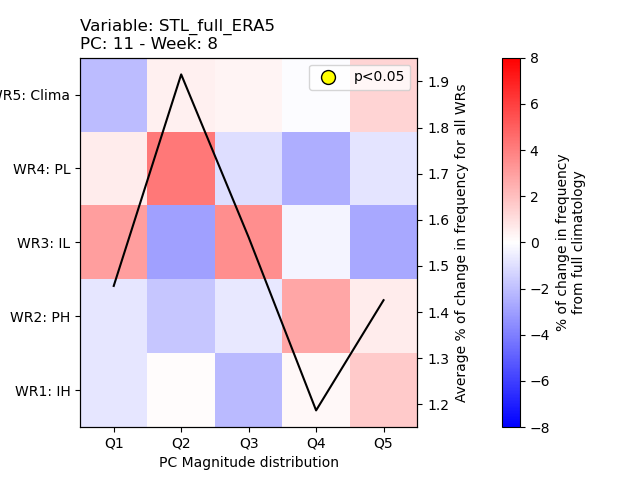 Variable: STL_full_ERA5
PC: 11 - Week: 8
p<0.05
WR5: Clima
WR4: PL
WR3: IL
WR2: PH
WR1: IH
Q1 Q2 Q3 Q4 Q5
PC Magnitude distribution
1.9
1.8
1.7
1.6
1.5
1.4
1.3
1.2
Average % of change in frequency for all WRs
8
6
4
2
0
−2
−4
−6
−8
% of change in frequency
from full climatology